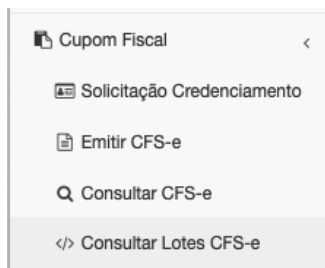 Cupom Fiscal
Solicitação Credenciamento
Emitir CFS-e
Consultar CFS-e
</> Consultar Lotes CFS-e